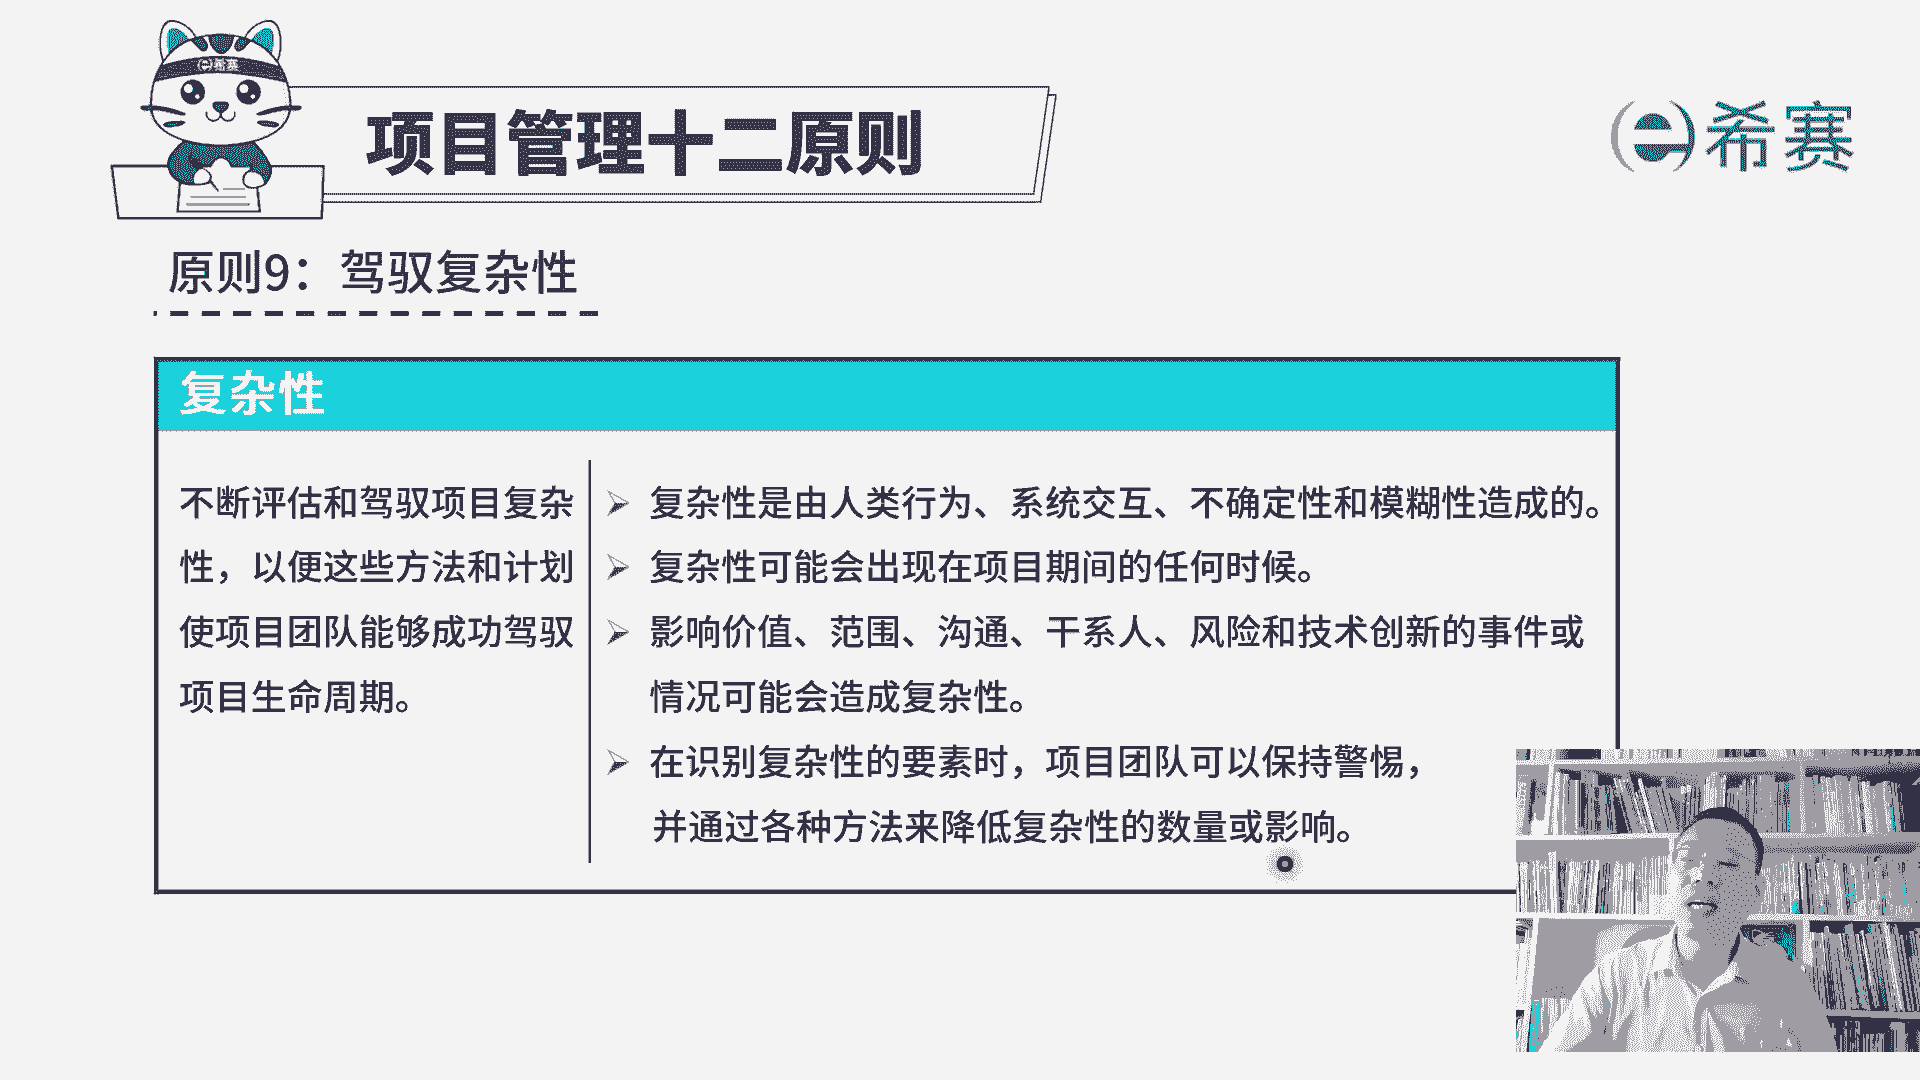 希赛
项目管理十二原则
希赛
原则9：驾驭复杂性
复杂性
不断评估和驾驭项目复杂
性，以便这些方法和计划
使项目团队能够成功驾驭
项目生命周期。
复杂性是由人类行为、系统交互、不确定性和模糊性造成的。
复杂性可能会出现在项目期间的任何时候。
影响价值、范围、沟通、干系人、风险和技术创新的事件或
情况可能会造成复杂性。
在识别复杂性的要素时，项目团队可以保持警惕，
并通过各种方法来降低复杂性的数量或影响。